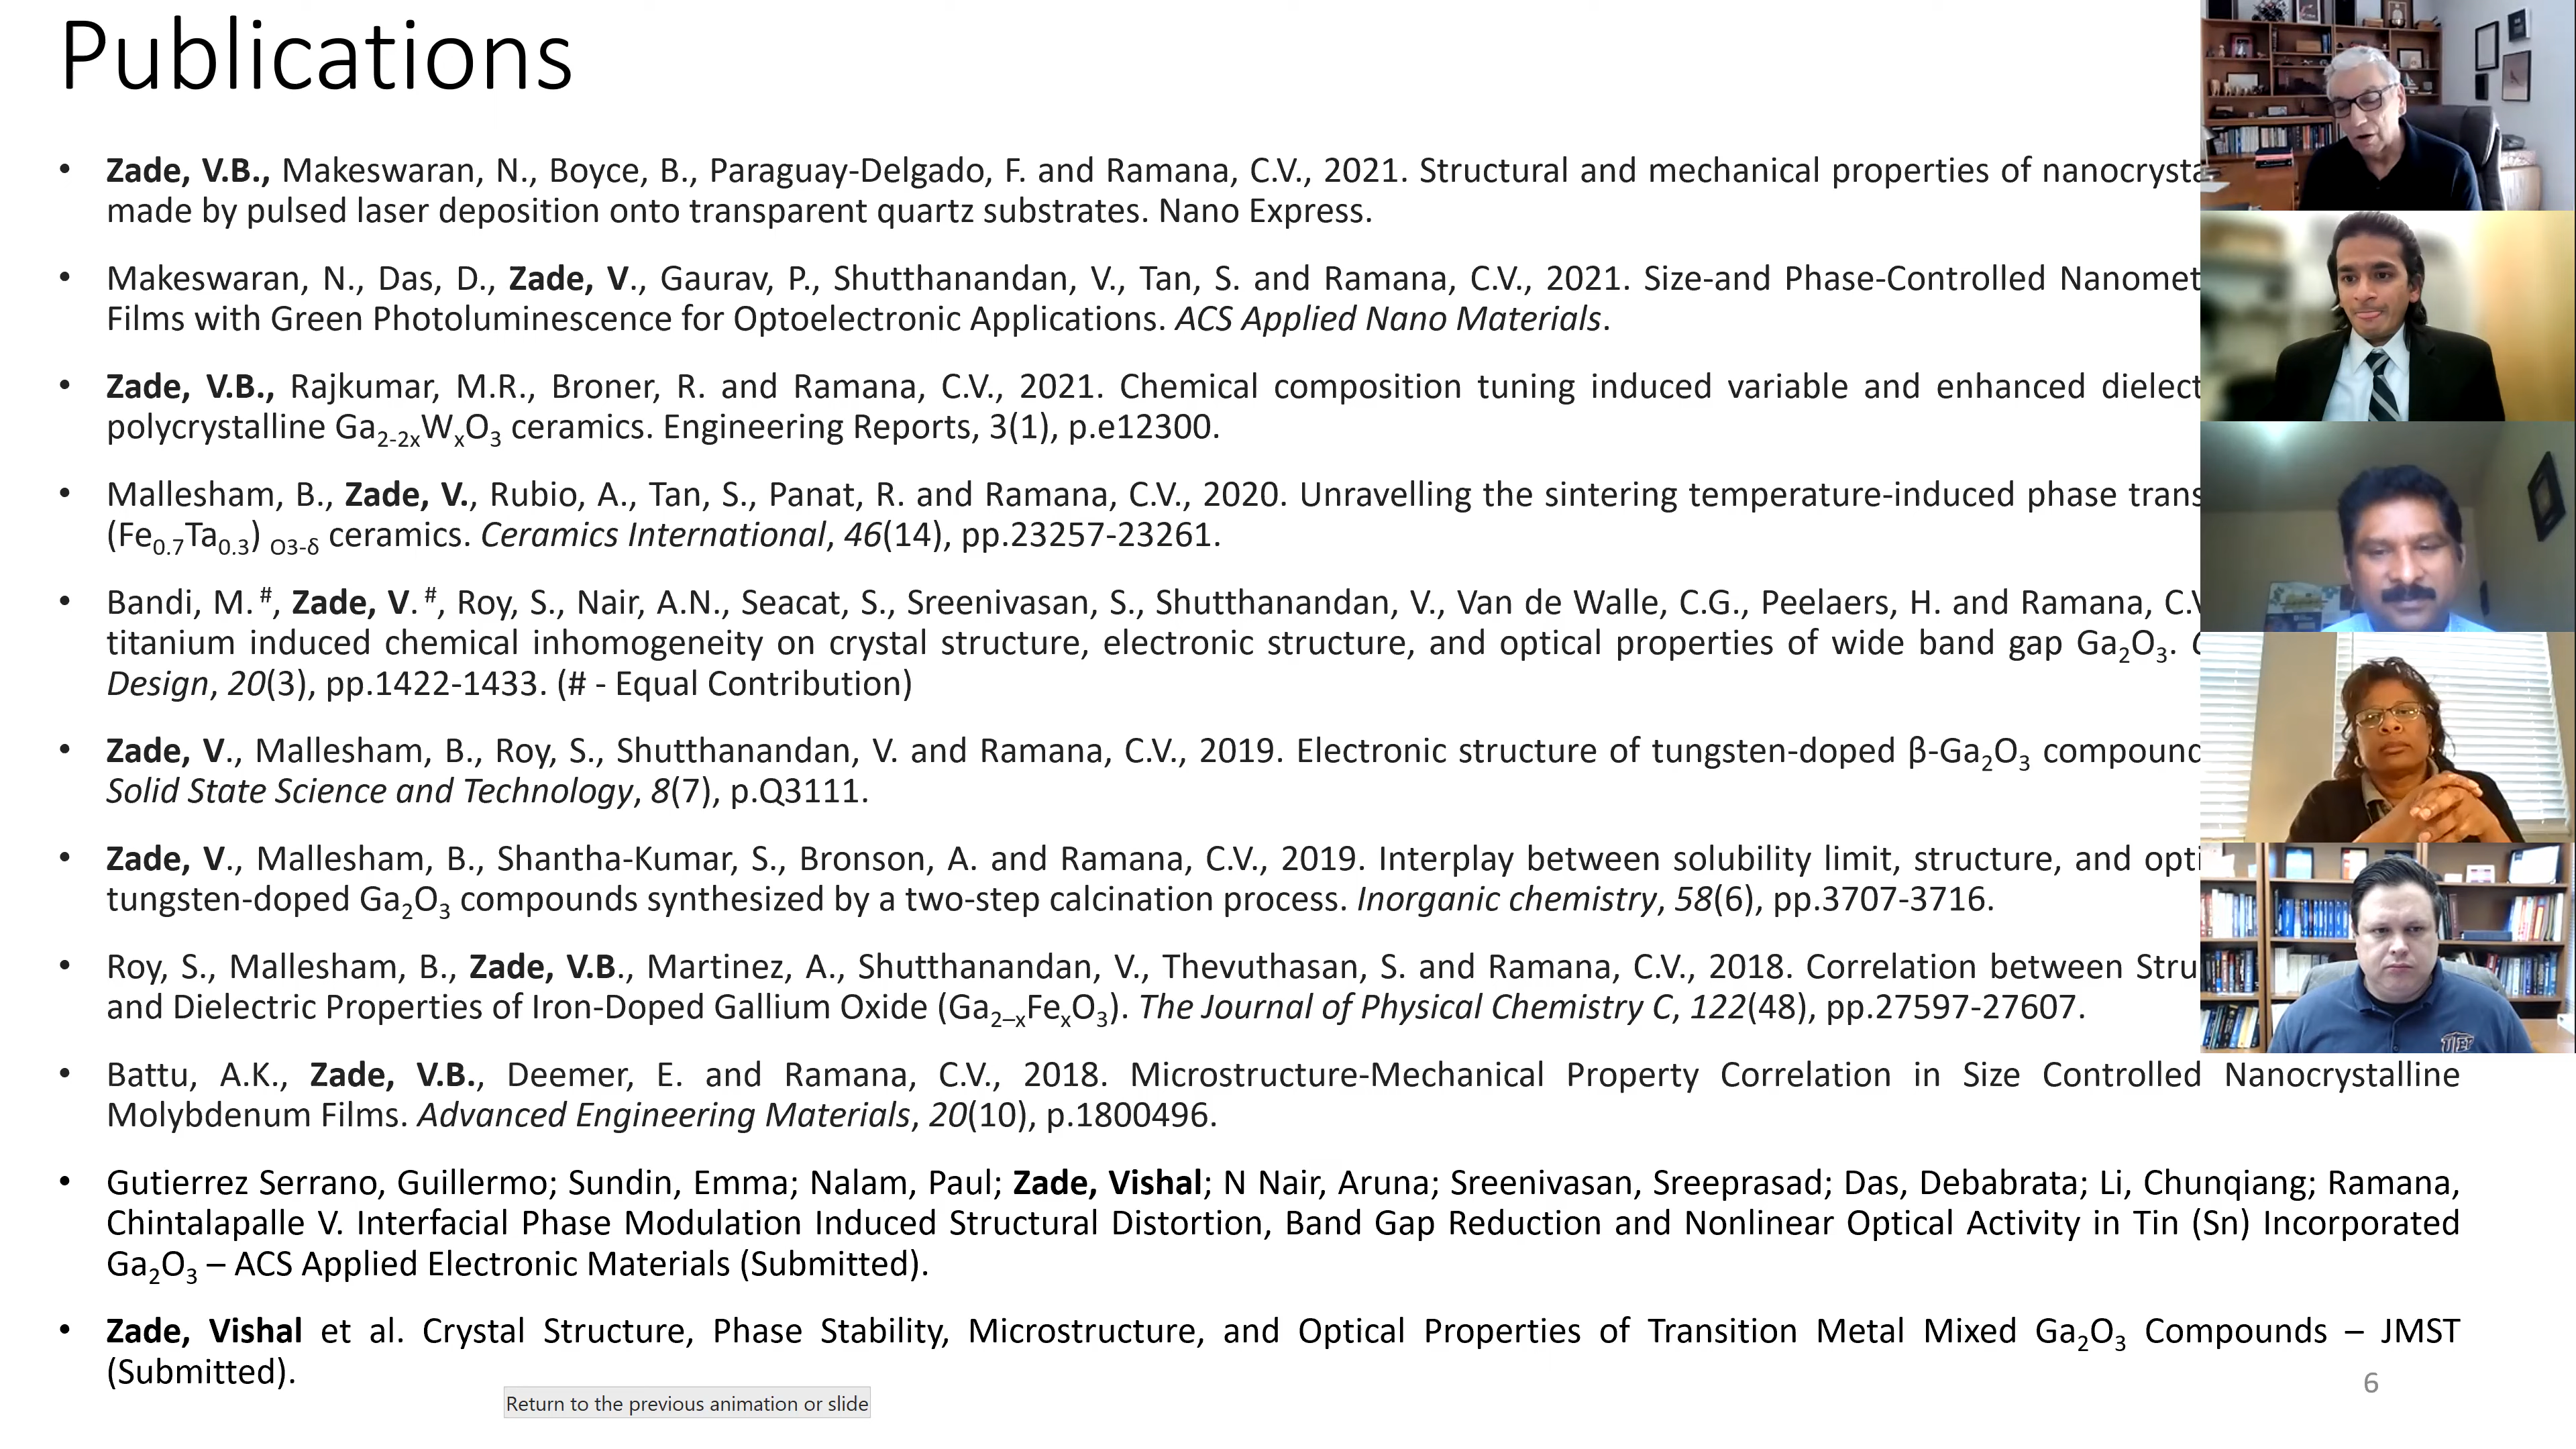 Publications
• Zade, V.B., Makeswaran, N., Boyce, B., Paraguay-Delgado, F. and Ramana, C.V., 2021. Structural and mechanical properties of
made by pulsed laser deposition onto transparent quartz substrates. Nano Express.
• Makeswaran, N., Das, D., Zade, V., Gaurav, P., Shutthanandan, V., Tan, S. and Ramana, C.V., 2021. Size-and Phase-Controlled
Films with Green Photoluminescence for Optoelectronic Applications. ACS Applied Nano Materials.
• Zade, V.B., Rajkumar, M.R., Broner, R. and Ramana, C.V., 2021. Chemical composition tuning induced variable and enhanced
polycrystalline Ga₂₋₂ₓWₓO₃ ceramics. Engineering Reports, 3(1), p.e12300.
• Mallesham, B., Zade, V., Rubio, A., Tan, S., Panat, R. and Ramana, C.V., 2020. Unravelling the sintering temperature-induced phase
(Fe0.7Ta0.3) O3-δ ceramics. Ceramics International, 46(14), pp.23257-23261.
• Bandi, M.#, Zade, V.#, Roy, S., Nair, A.N., Seacat, S., Sreenivasan, S., Shutthanandan, V., Van de Walle, C.G., Peelaers, H. and Ramana,
titanium induced chemical inhomogeneity on crystal structure, electronic structure, and optical properties of wide band gap Ga₂O₃.
Design, 20(3), pp.1422-1433. (# - Equal Contribution)
• Zade, V., Mallesham, B., Roy, S., Shutthanandan, V. and Ramana, C.V., 2019. Electronic structure of tungsten-doped β-Ga₂O₃
Solid State Science and Technology, 8(7), p.Q3111.
• Zade, V., Mallesham, B., Shantha-Kumar, S., Bronson, A. and Ramana, C.V., 2019. Interplay between solubility limit, structure, and
tungsten-doped Ga₂O₃ compounds synthesized by a two-step calcination process. Inorganic chemistry, 58(6), pp.3707-3716.
• Roy, S., Mallesham, B., Zade, V.B., Martinez, A., Shutthanandan, V., Thevuthasan, S. and Ramana, C.V., 2018. Correlation between
and Dielectric Properties of Iron-Doped Gallium Oxide (Ga₂₋ₓFeₓO₃). The Journal of Physical Chemistry C, 122(48), pp.27597-27607.
• Battu, A.K., Zade, V.B., Deemer, E. and Ramana, C.V., 2018. Microstructure-Mechanical Property Correlation in Size Controlled Nanocrystalline
Molybdenum Films. Advanced Engineering Materials, 20(10), p.1800496.
• Gutierrez Serrano, Guillermo; Sundin, Emma; Nalam, Paul; Zade, Vishal; N Nair, Aruna; Sreenivasan, Sreeprasad; Das, Debabrata; Li, Chunqiang; Ramana,
Chintalapalle V. Interfacial Phase Modulation Induced Structural Distortion, Band Gap Reduction and Nonlinear Optical Activity in Tin (Sn) Incorporated
Ga₂O₃ – ACS Applied Electronic Materials (Submitted).
• Zade, Vishal et al. Crystal Structure, Phase Stability, Microstructure, and Optical Properties of Transition Metal Mixed Ga₂O₃ Compounds – JMST
(Submitted).
Return to the previous animation or slide
6